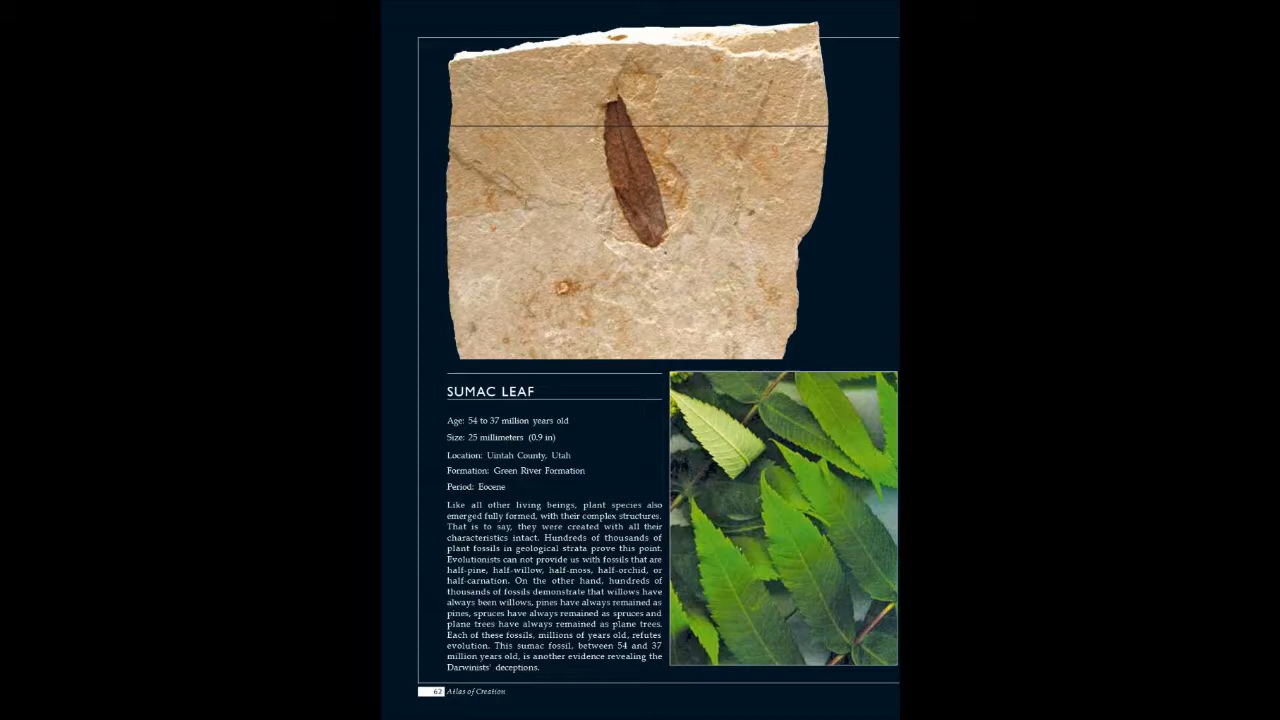 SUMAC LEAF
Age: 54 to 37 million years old
Size: 25 millimeters (0.9 in)
Location: Uintah County, Utah
Formation: Green River Formation
Period: Eocene
Like all other living beings, plant species also
emerged fully formed, with their complex structures.
That is to say, they were created with all their
characteristics intact. Hundreds of thousands of
plant fossils in geological strata prove this point.
Evolutionists can not provide us with fossils that are
half-pine, half-willow, half-moss, half-orchid, or
half-carnation. On the other hand, hundreds of
thousands of fossils demonstrate that willows have
always been willows, pines have always remained as
pines, spruces have always remained as spruces and
plane trees have always remained as plane trees.
Each of these fossils, millions of years old, refutes
evolution. This sumac fossil, between 54 and 37
million years old, is another evidence revealing the
Darwinists' deceptions.
62 Atlas of Creation